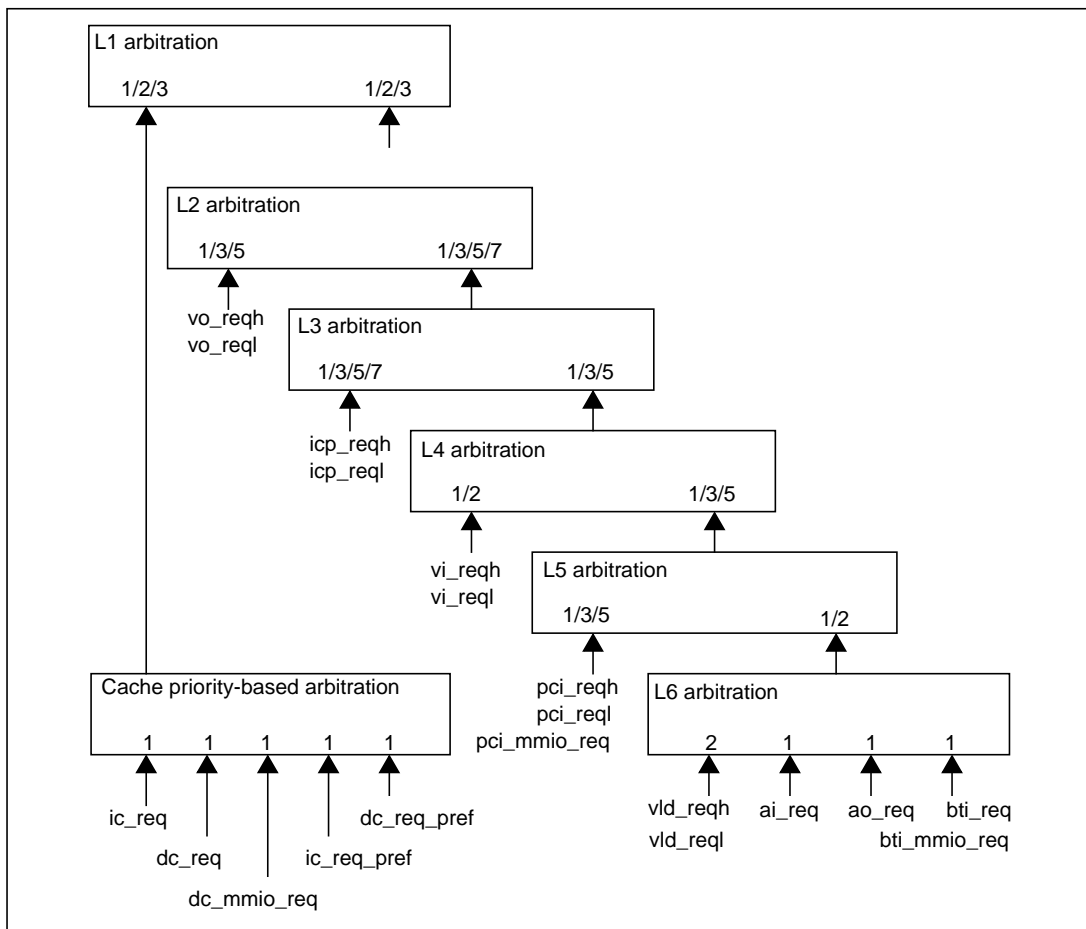 L1 arbitration
1/2/3 1/2/3
L2 arbitration
1/3/5 1/3/5/7
vo_reqh
vo_reql
L3 arbitration
1/3/5/7 1/3/5
icp_reqh
icp_reql
L4 arbitration
1/2 1/3/5
vi_reqh
vi_reql
L5 arbitration
1/3/5 1/2
pci_reqh
pci_reql
pci_mmio_req
Cache priority-based arbitration
1 1 1 1 1
ic_req dc_req_pref
dc_req ic_req_pref
dc_mmio_req
L6 arbitration
2 1 1 1
vld_reqh ai_req ao_req bti_req
vld_reql bti_mmio_req